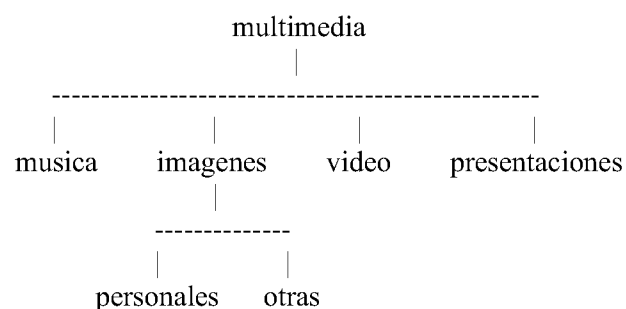 multimedia
musica imagenes video presentaciones
personales otras